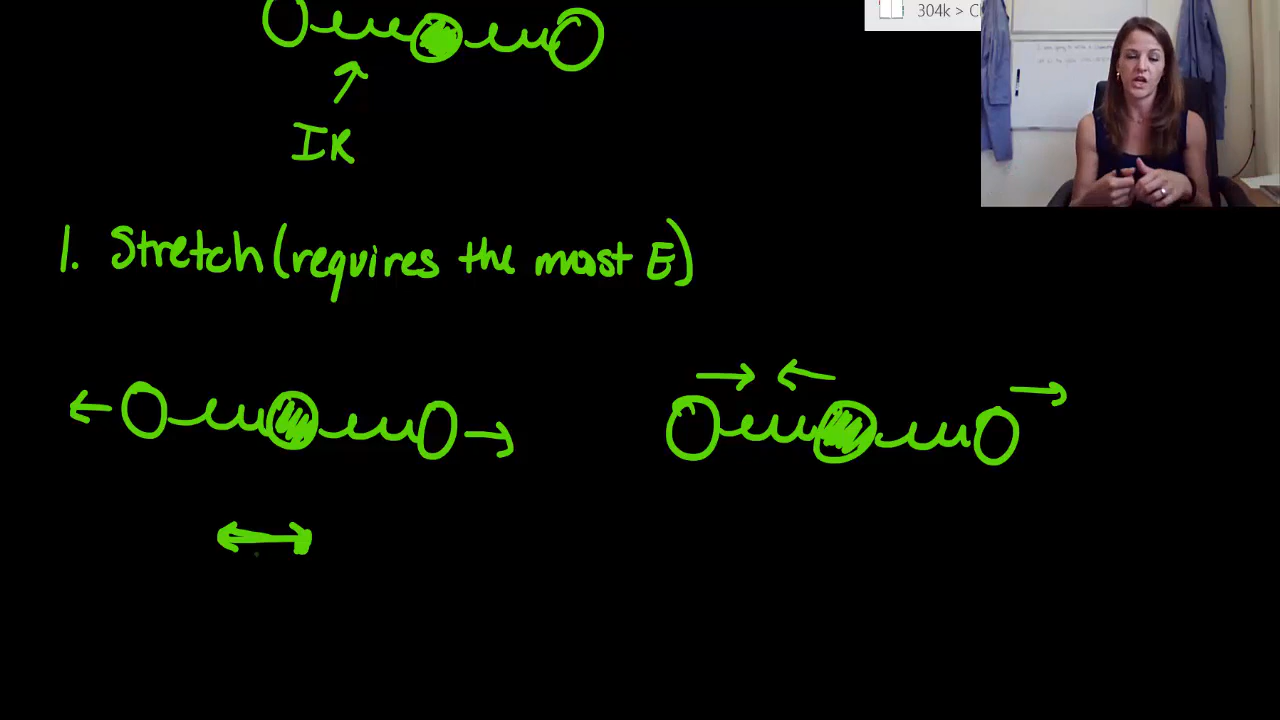 304k > C
IR
1. Stretch (requires the most E)